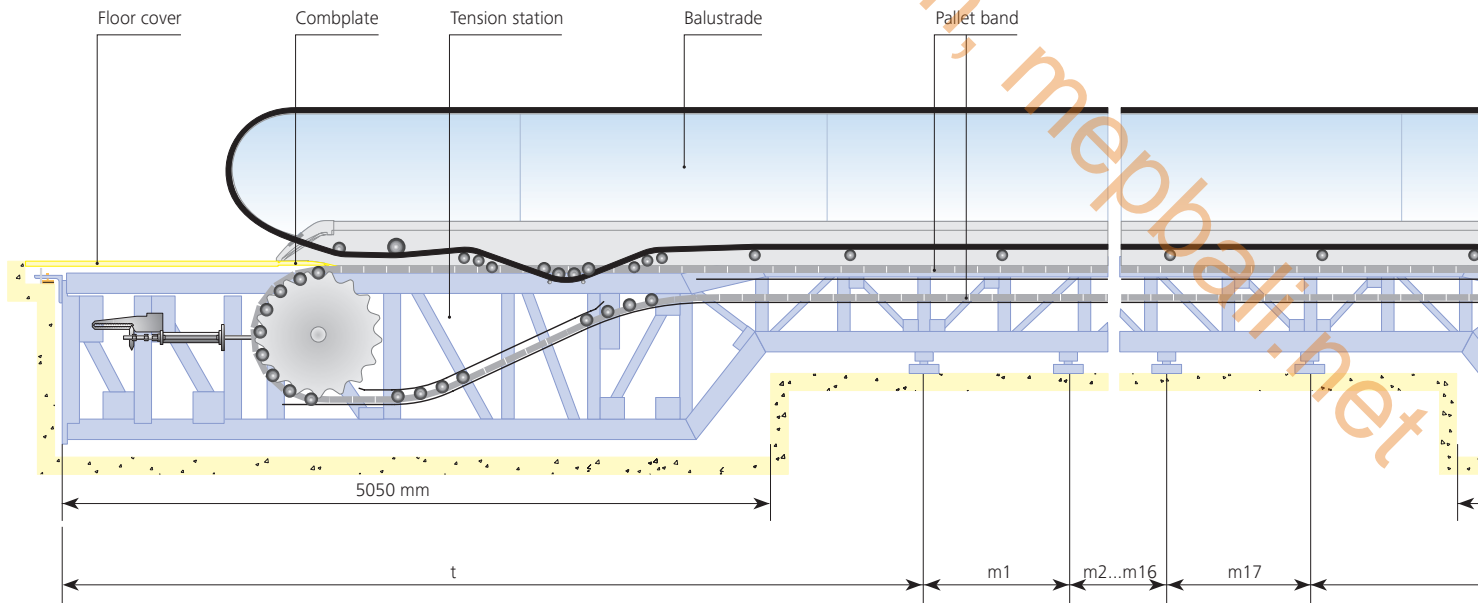 Floor cover
Combplate
Tension station
Balustrade
Pallet band
, mepbali.net
5050 mm
t
m1
m2...m16
m17